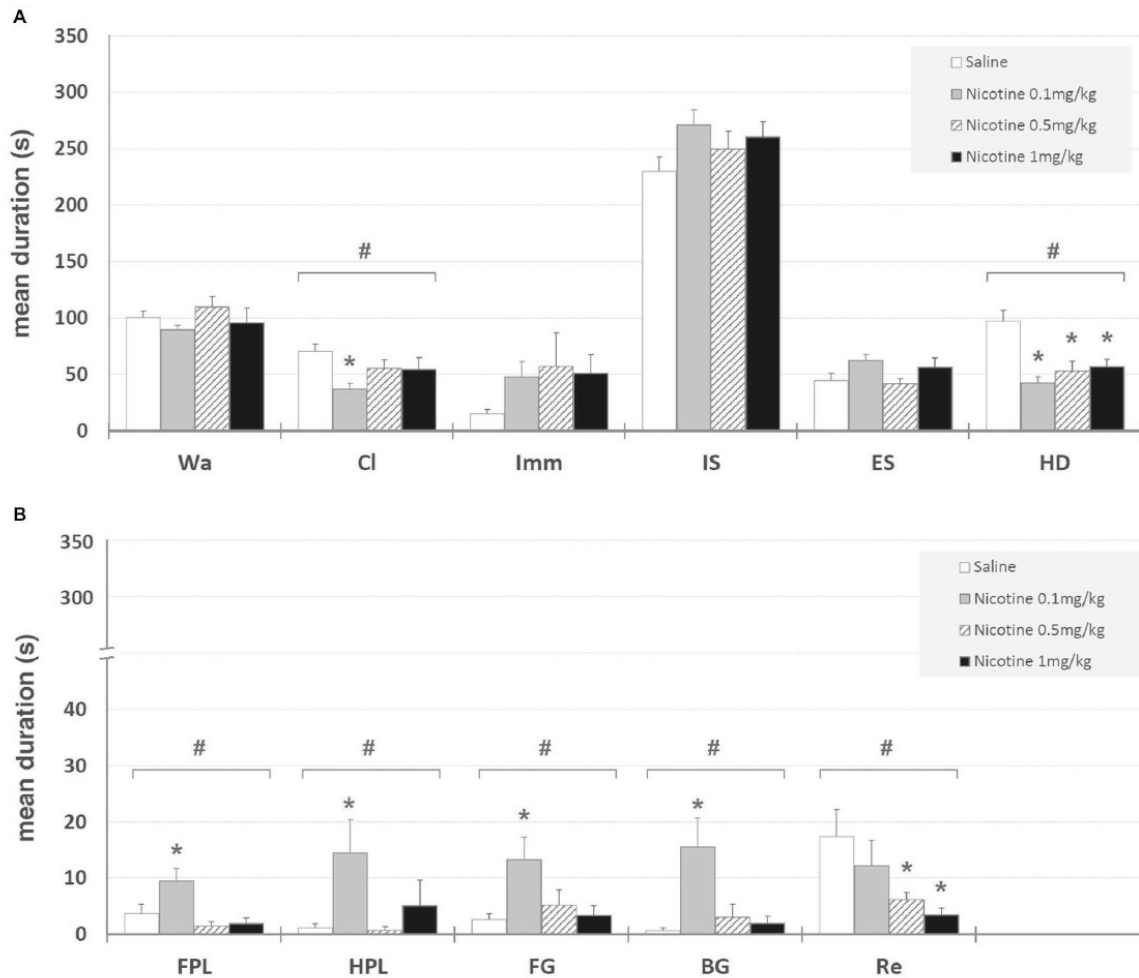 A
350
300
250
200
150
100
50
0
mean duration (s)
Saline
Nicotine 0.1mg/kg
Nicotine 0.5mg/kg
Nicotine 1mg/kg
# #
* * * *
Wa Cl Imm IS ES HD
B
350
300
40
30
20
10
0
mean duration (s)
Saline
Nicotine 0.1mg/kg
Nicotine 0.5mg/kg
Nicotine 1mg/kg
# # # # #
* * * * * *
FPL HPL FG BG Re